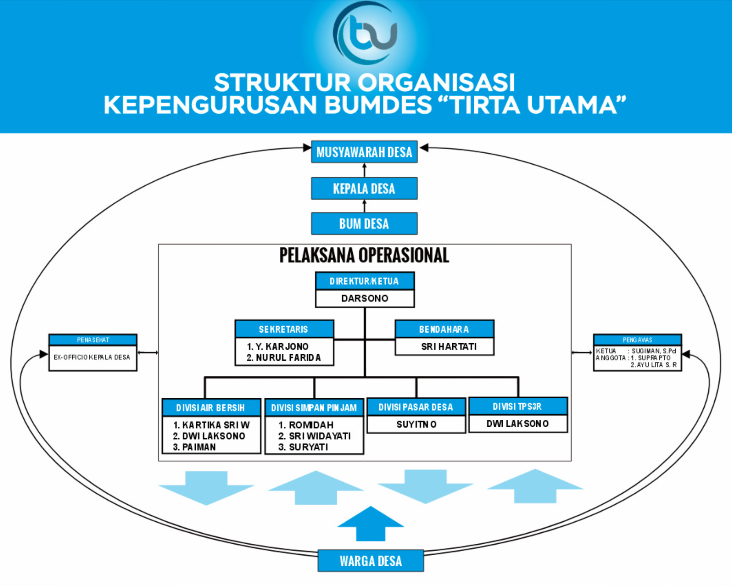 STRUKTUR ORGANISASI
KEPENGURUSAN BUMDES “TIRTA UTAMA”
MUSYAWARAH DESA
KEPALA DESA
BUM DESA
PELAKSANA OPERASIONAL
DIREKTUR/KETUA
DARSONO
SEKRETARIS
1. Y. KARJONO
2. NURUL FARIDA
BENDAHARA
SRI HARTATI
PENASEHAT
EX-OFFICIO KEPALA DESA
PENGAWAS
KETUA : SUGIMAN, S.Pd
ANGGOTA : 1. SUPRAPTO
2. AYU LITA S. R
DIVISI AIR BERSIH
1. KARTIKA SRI W
2. DWI LAKSONO
3. PAIMAN
DIVISI SIMPAN PINJAM
1. ROMIDAH
2. SRI WIDAYATI
3. SURYATI
DIVISI PASAR DESA
SUYITNO
DIVISI TPS3R
DWI LAKSONO
WARGA DESA